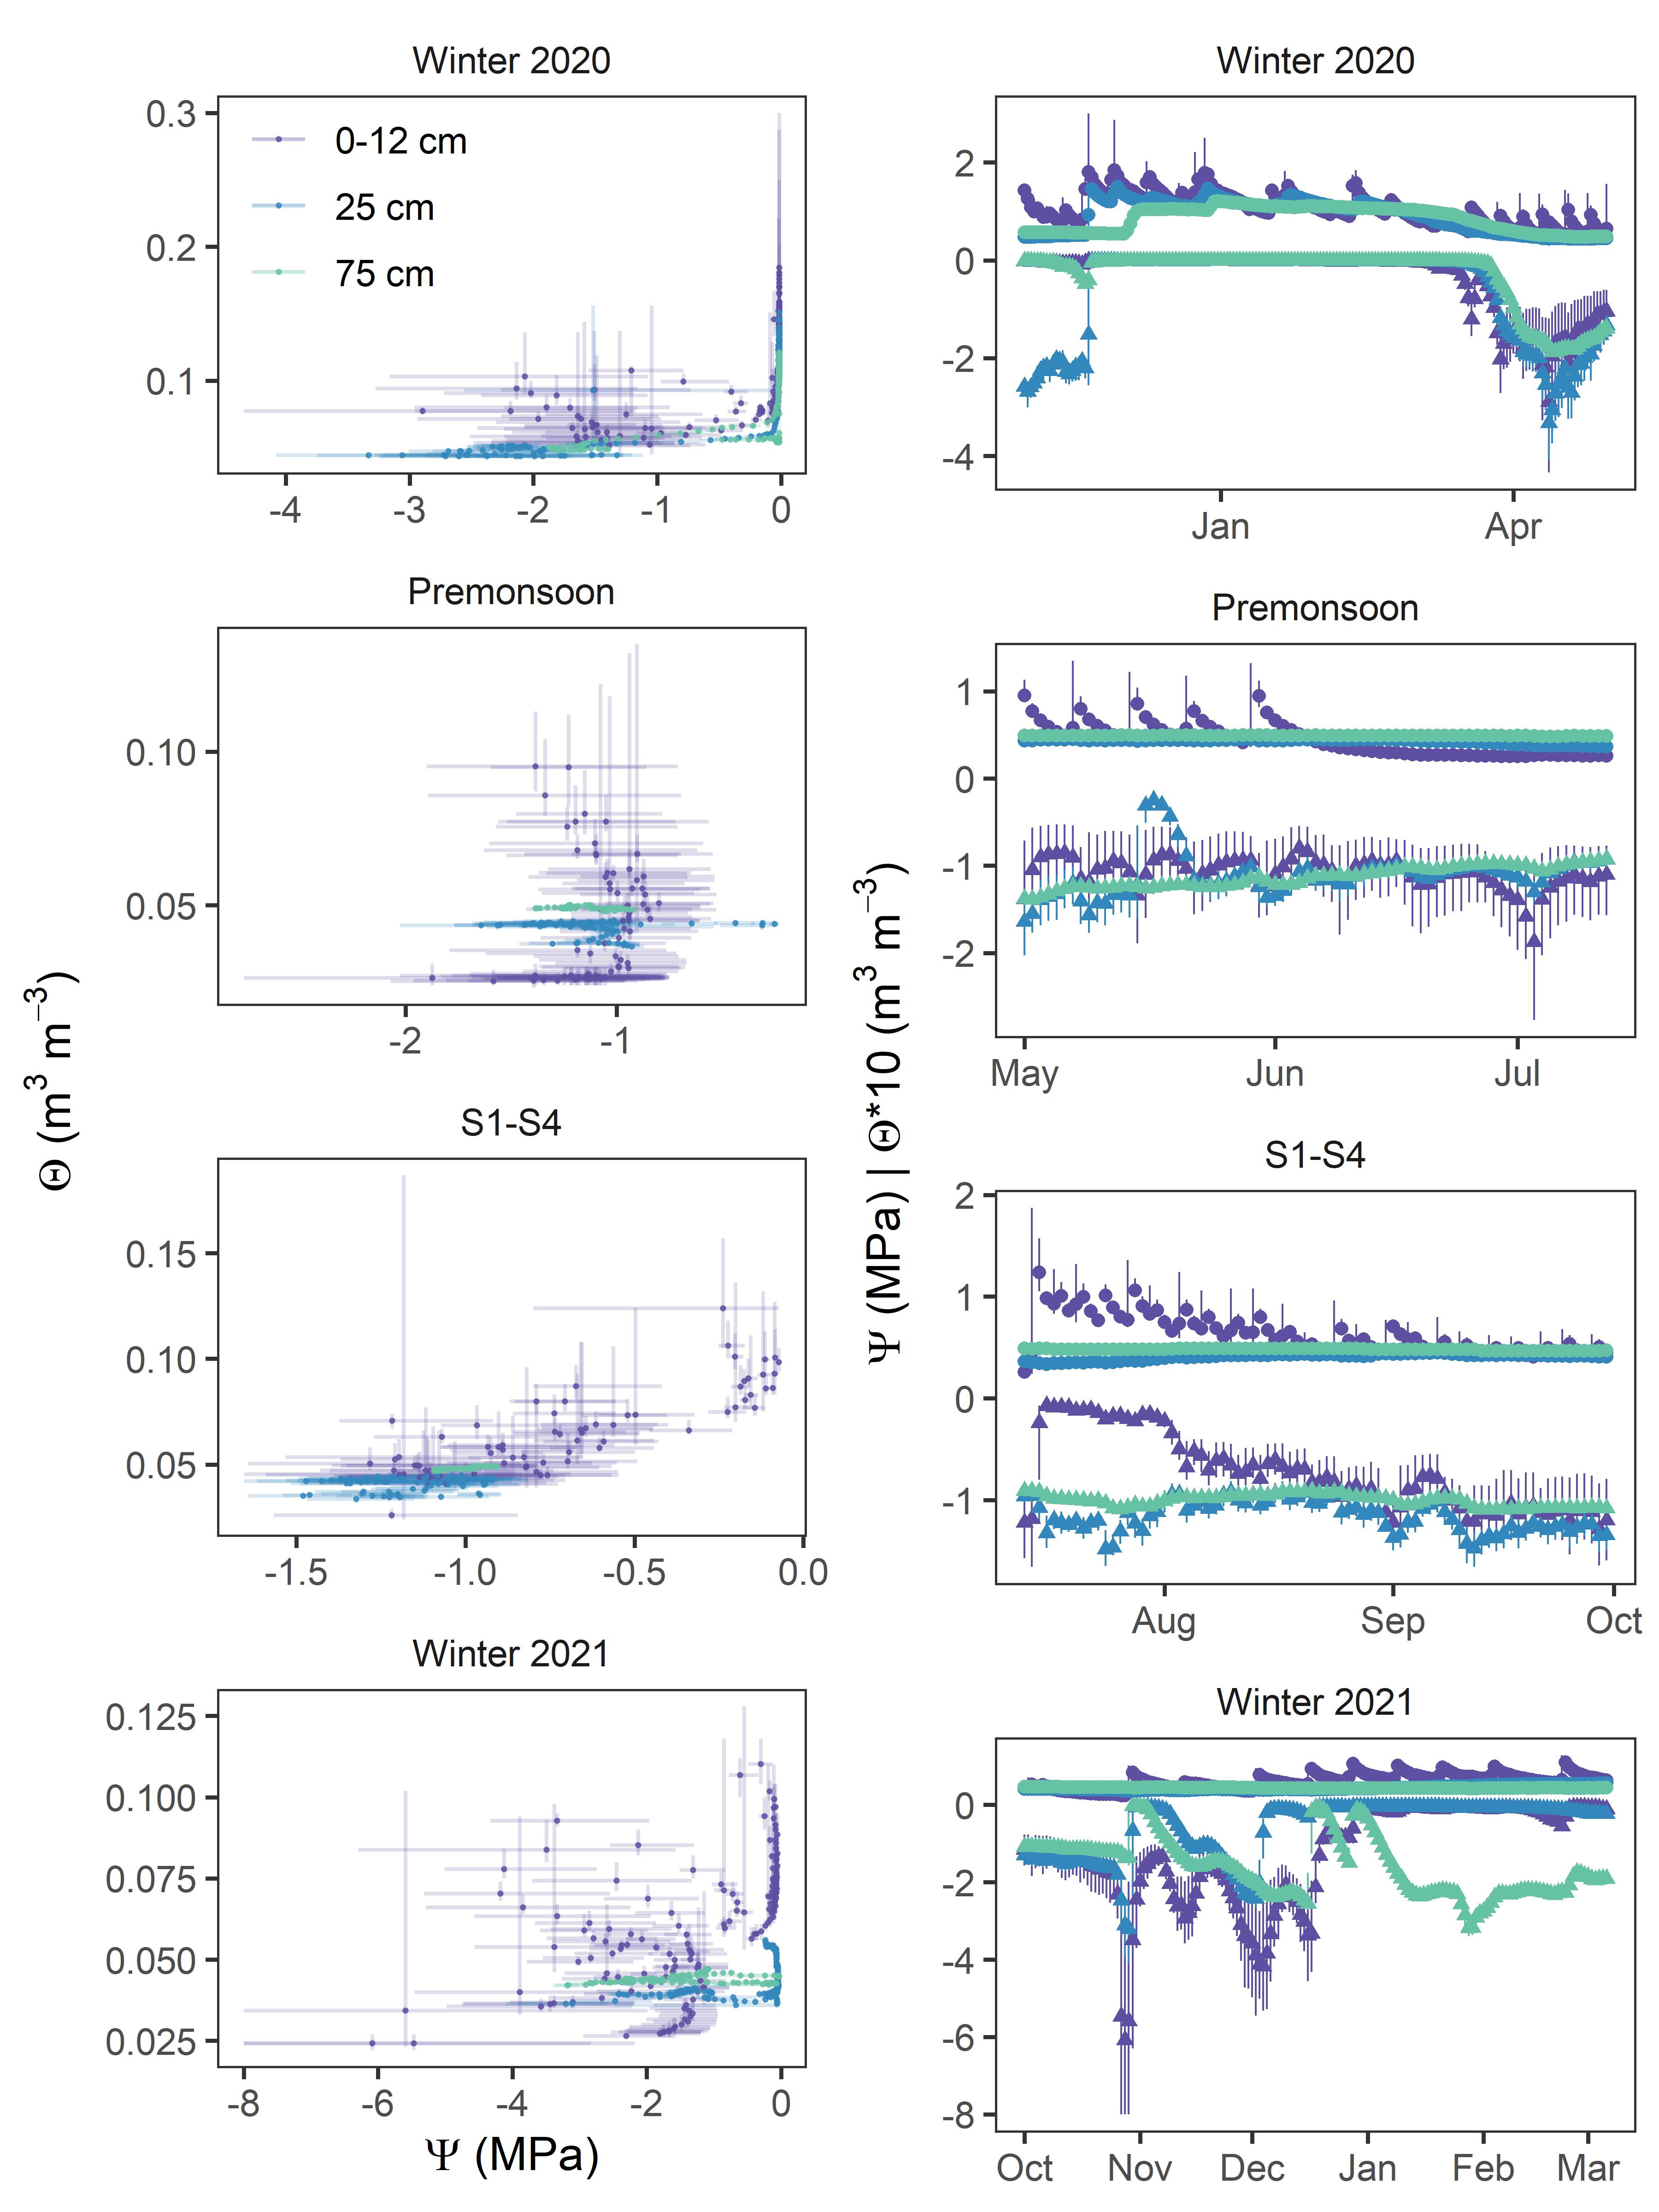 Winter 2020
0.3
0.2
0.1
0-12 cm
25 cm
75 cm
-4 -3 -2 -1 0
Premonsoon
0.10
0.05
-2 -1
S1-S4
0.15
0.10
0.05
-1.5 -1.0 -0.5 0.0
Winter 2021
0.125
0.100
0.075
0.050
0.025
-8 -6 -4 -2 0
Ψ (MPa)
Θ (m³ m⁻³)
Winter 2020
2
0
-2
-4
Jan Apr
Premonsoon
1
0
-1
-2
May Jun Jul
S1-S4
2
1
0
-1
Aug Sep Oct
Winter 2021
0
-2
-4
-6
-8
Oct Nov Dec Jan Feb Mar
Ψ (MPa) | Θ*10 (m³ m⁻³)